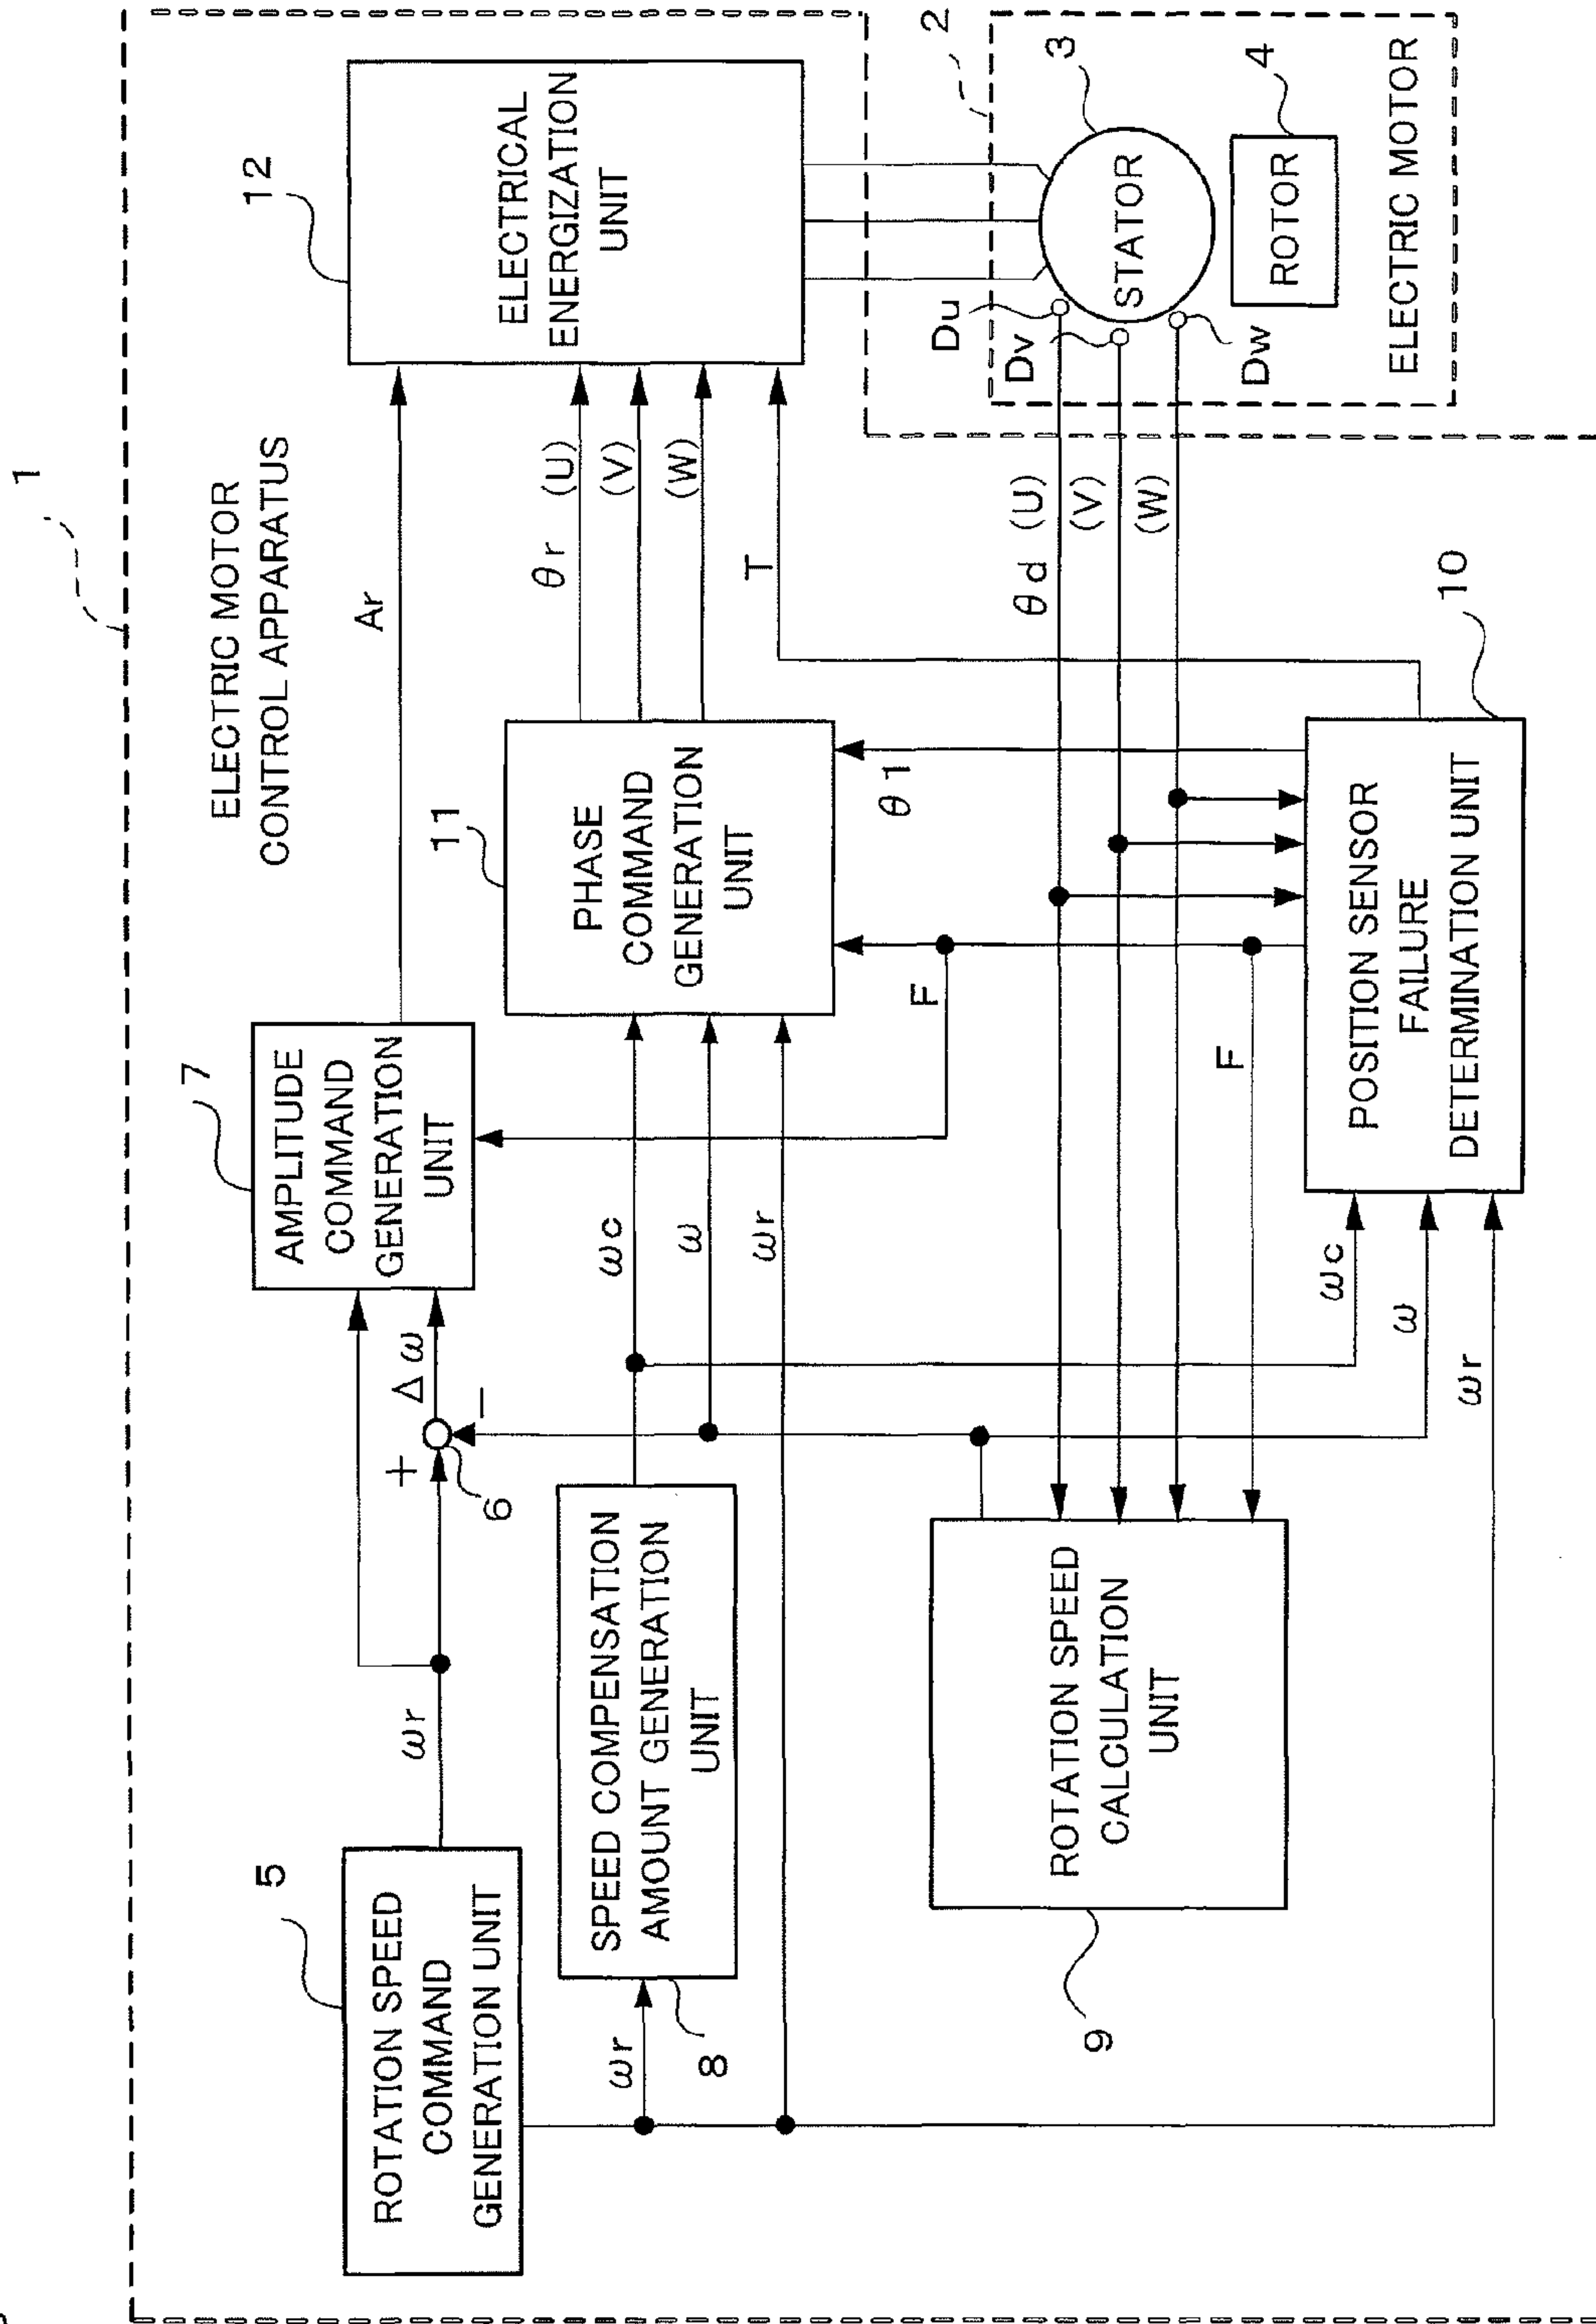 1
ELECTRIC MOTOR
CONTROL APPARATUS
5
ROTATION SPEED
COMMAND
GENERATION UNIT
ωr
+
−
6
Δω
7
AMPLITUDE
COMMAND
GENERATION
UNIT
Ar
12
ELECTRICAL
ENERGIZATION
UNIT
ωr
8
SPEED COMPENSATION
AMOUNT GENERATION
UNIT
ωc
ω
ωr
11
PHASE
COMMAND
GENERATION
UNIT
θr
(U)
(V)
(W)
F
θ1
T
9
ROTATION SPEED
CALCULATION
UNIT
F
θd
(U)
(V)
(W)
ωc
ω
ωr
10
POSITION SENSOR
FAILURE
DETERMINATION UNIT
2
Du
Dv
Dw
3
STATOR
4
ROTOR
ELECTRIC MOTOR